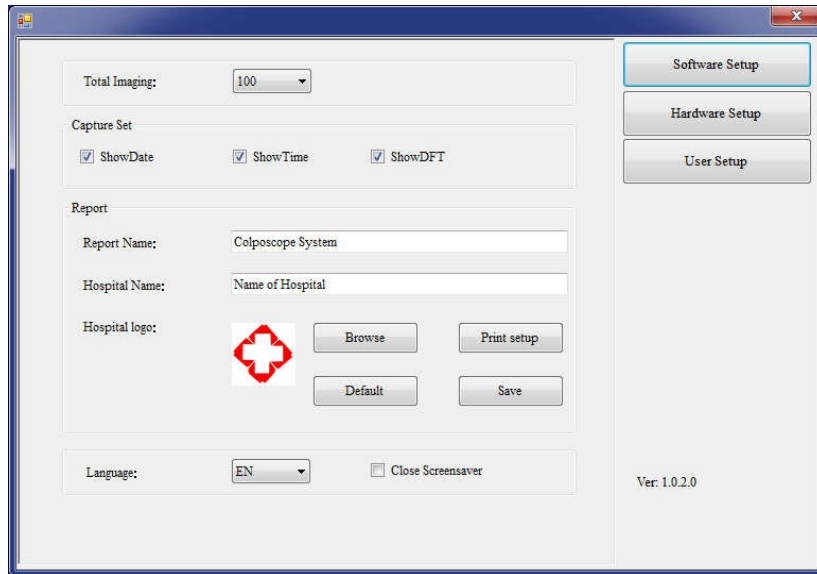 X
Software Setup
Total Imaging: 100
Hardware Setup
Capture Set
ShowDate ShowTime ShowDFT
User Setup
Report
Report Name: Colposcope System
Hospital Name: Name of Hospital
Hospital logo: Browse Print setup
Default Save
Language: EN Close Screensaver
Ver: 1.0.2.0